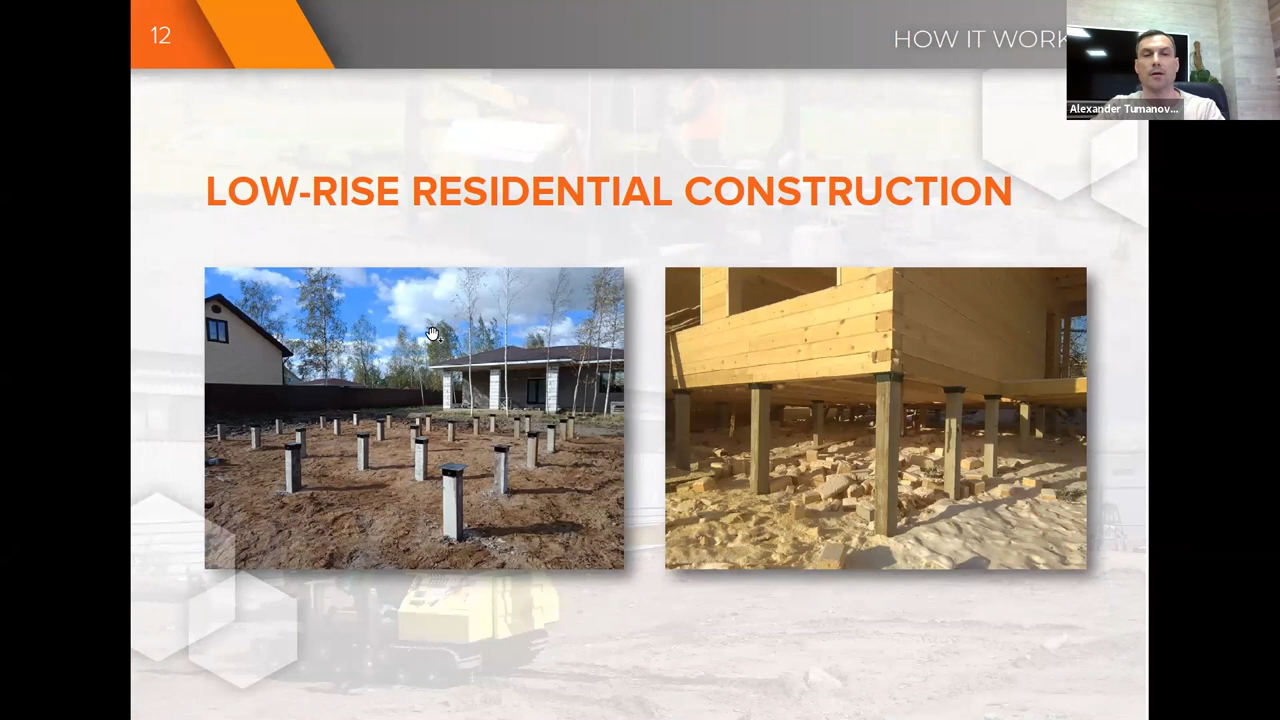 12
HOW IT WORK
Alexander Tumanov...
LOW-RISE RESIDENTIAL CONSTRUCTION